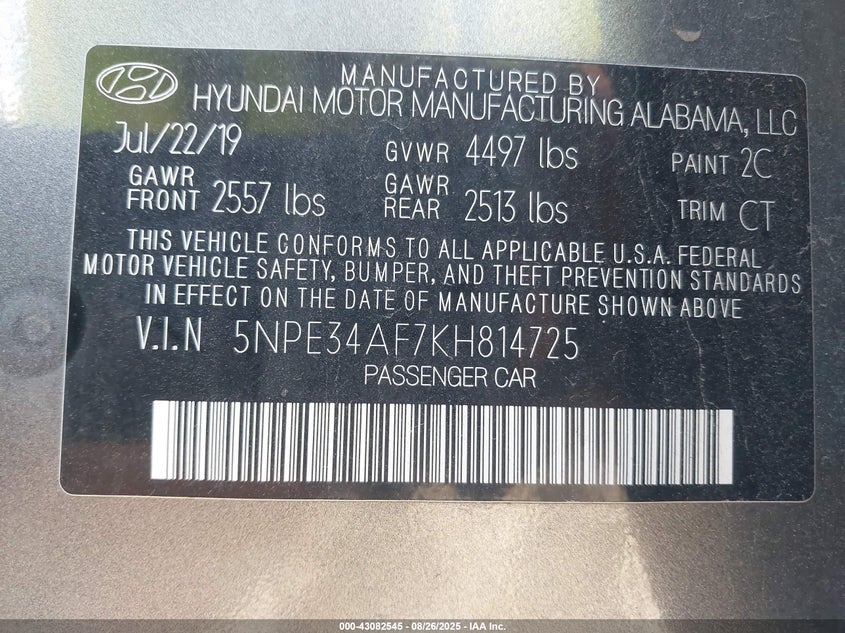 MANUFACTURED BY
HYUNDAI MOTOR MANUFACTURING ALABAMA, LLC
Jul/22/19 GVWR 4497 lbs PAINT 2C
GAWR FRONT 2557 lbs GAWR REAR 2513 lbs TRIM CT
THIS VEHICLE CONFORMS TO ALL APPLICABLE U.S.A. FEDERAL
MOTOR VEHICLE SAFETY, BUMPER, AND THEFT PREVENTION STANDARDS
IN EFFECT ON THE DATE OF MANUFACTURE SHOWN ABOVE
V.I.N 5NPE34AF7KH814725
PASSENGER CAR
000-43082545 - 08/26/2025 - IAA Inc.